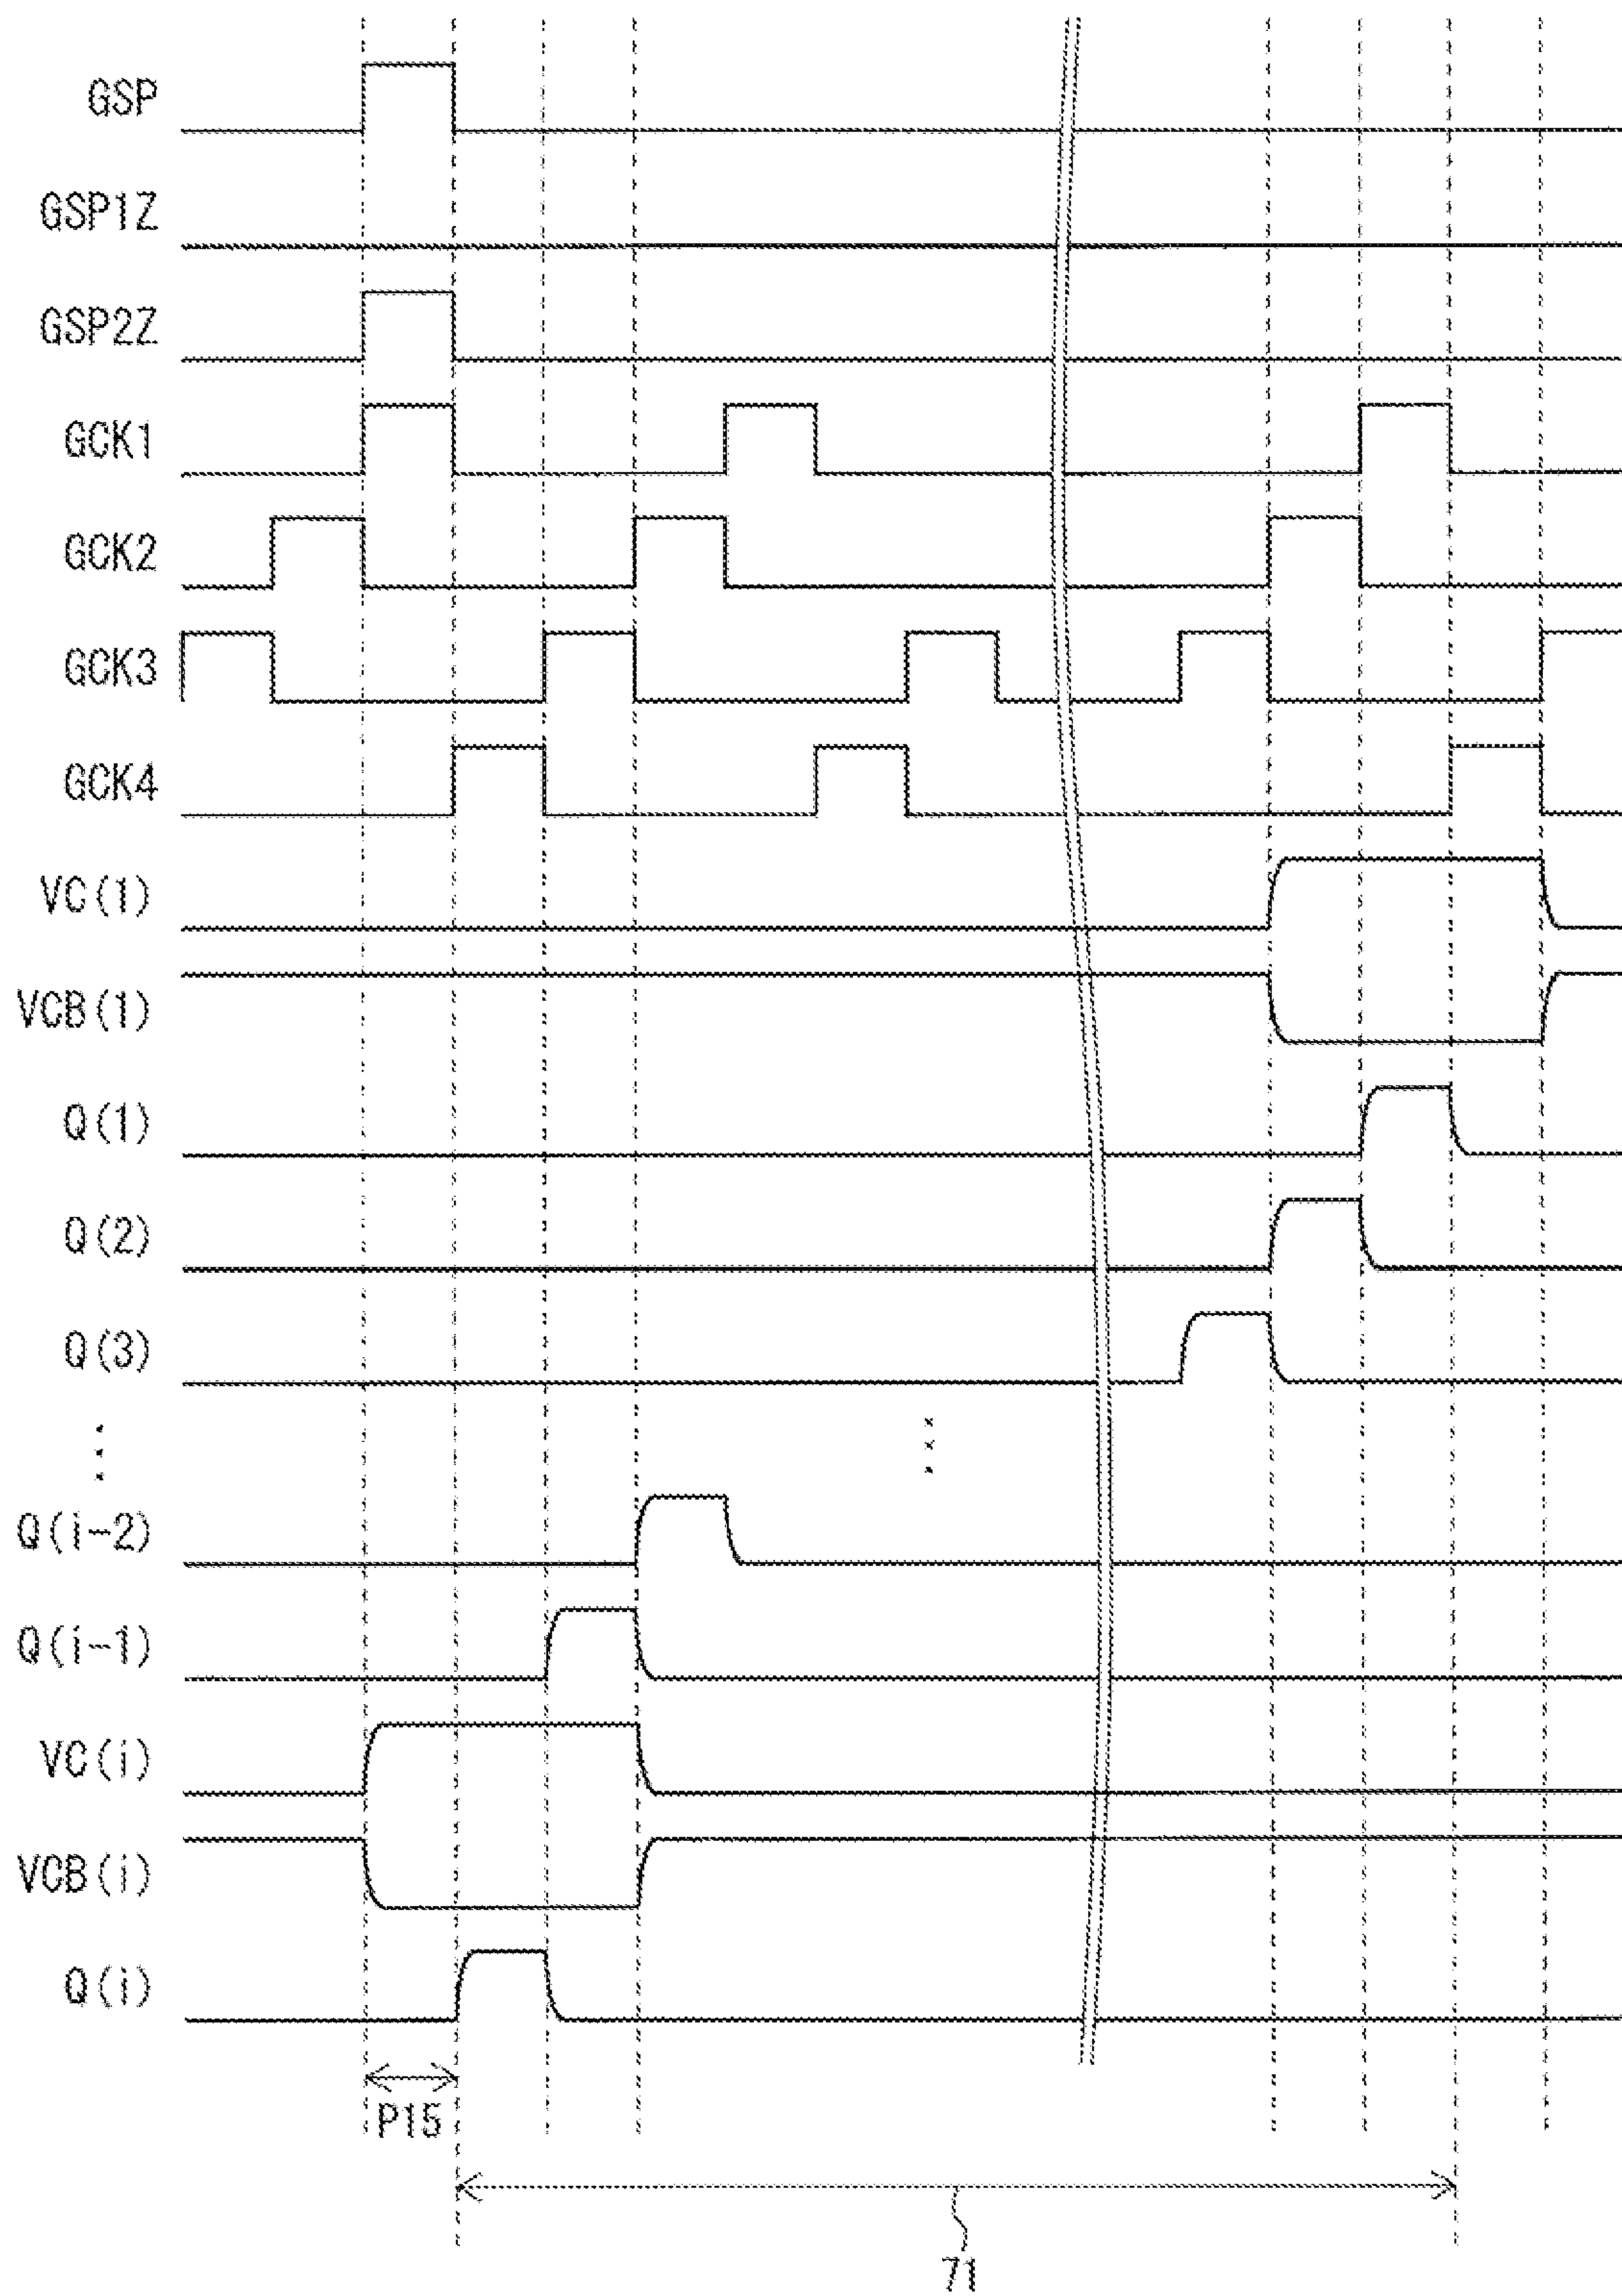 GSP
GSP1Z
GSP2Z
GCK1
GCK2
GCK3
GCK4
VC(1)
VCB(1)
Q(1)
Q(2)
Q(3)
Q(i-2)
Q(i-1)
VC(i)
VCB(i)
Q(i)
P15
71